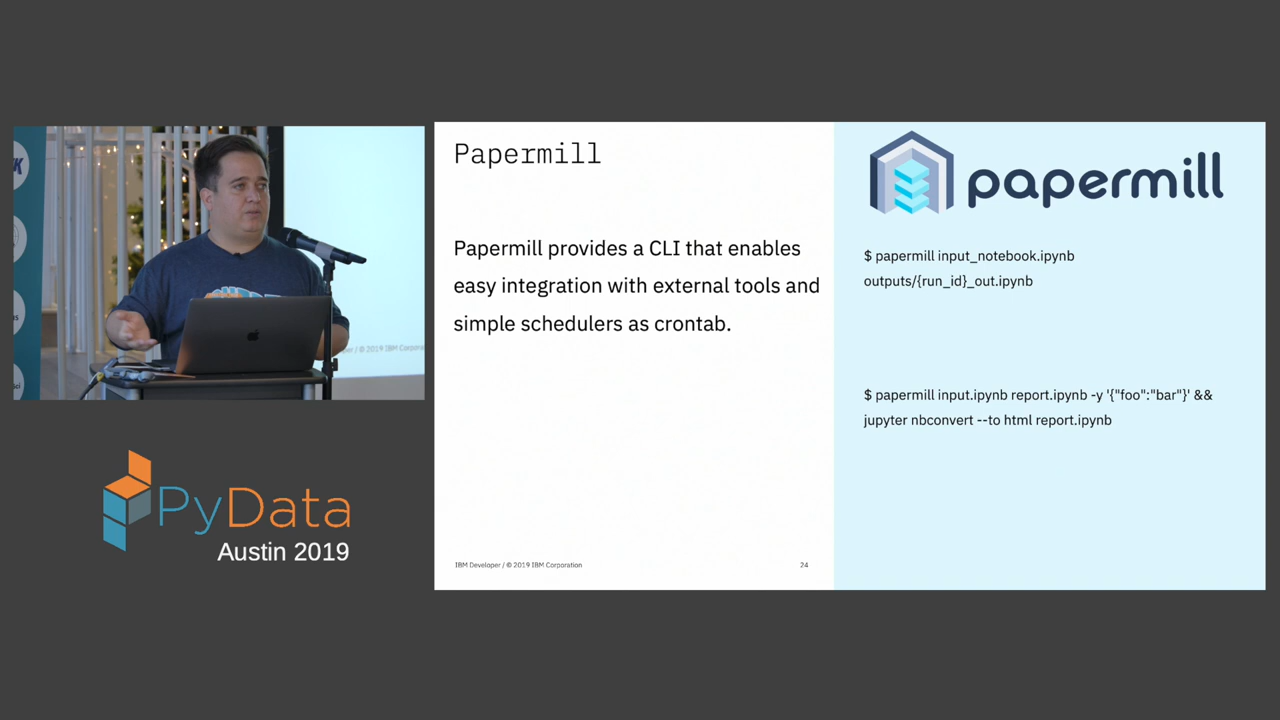 Papermill
Papermill provides a CLI that enables
easy integration with external tools and
simple schedulers as crontab.
IBM Developer / © 2019 IBM Corporation
24
papermill
$ papermill input_notebook.ipynb
outputs/{run_id}_out.ipynb
$ papermill input.ipynb report.ipynb -y '{"foo":"bar"}' &&
jupyter nbconvert --to html report.ipynb
PyData
Austin 2019